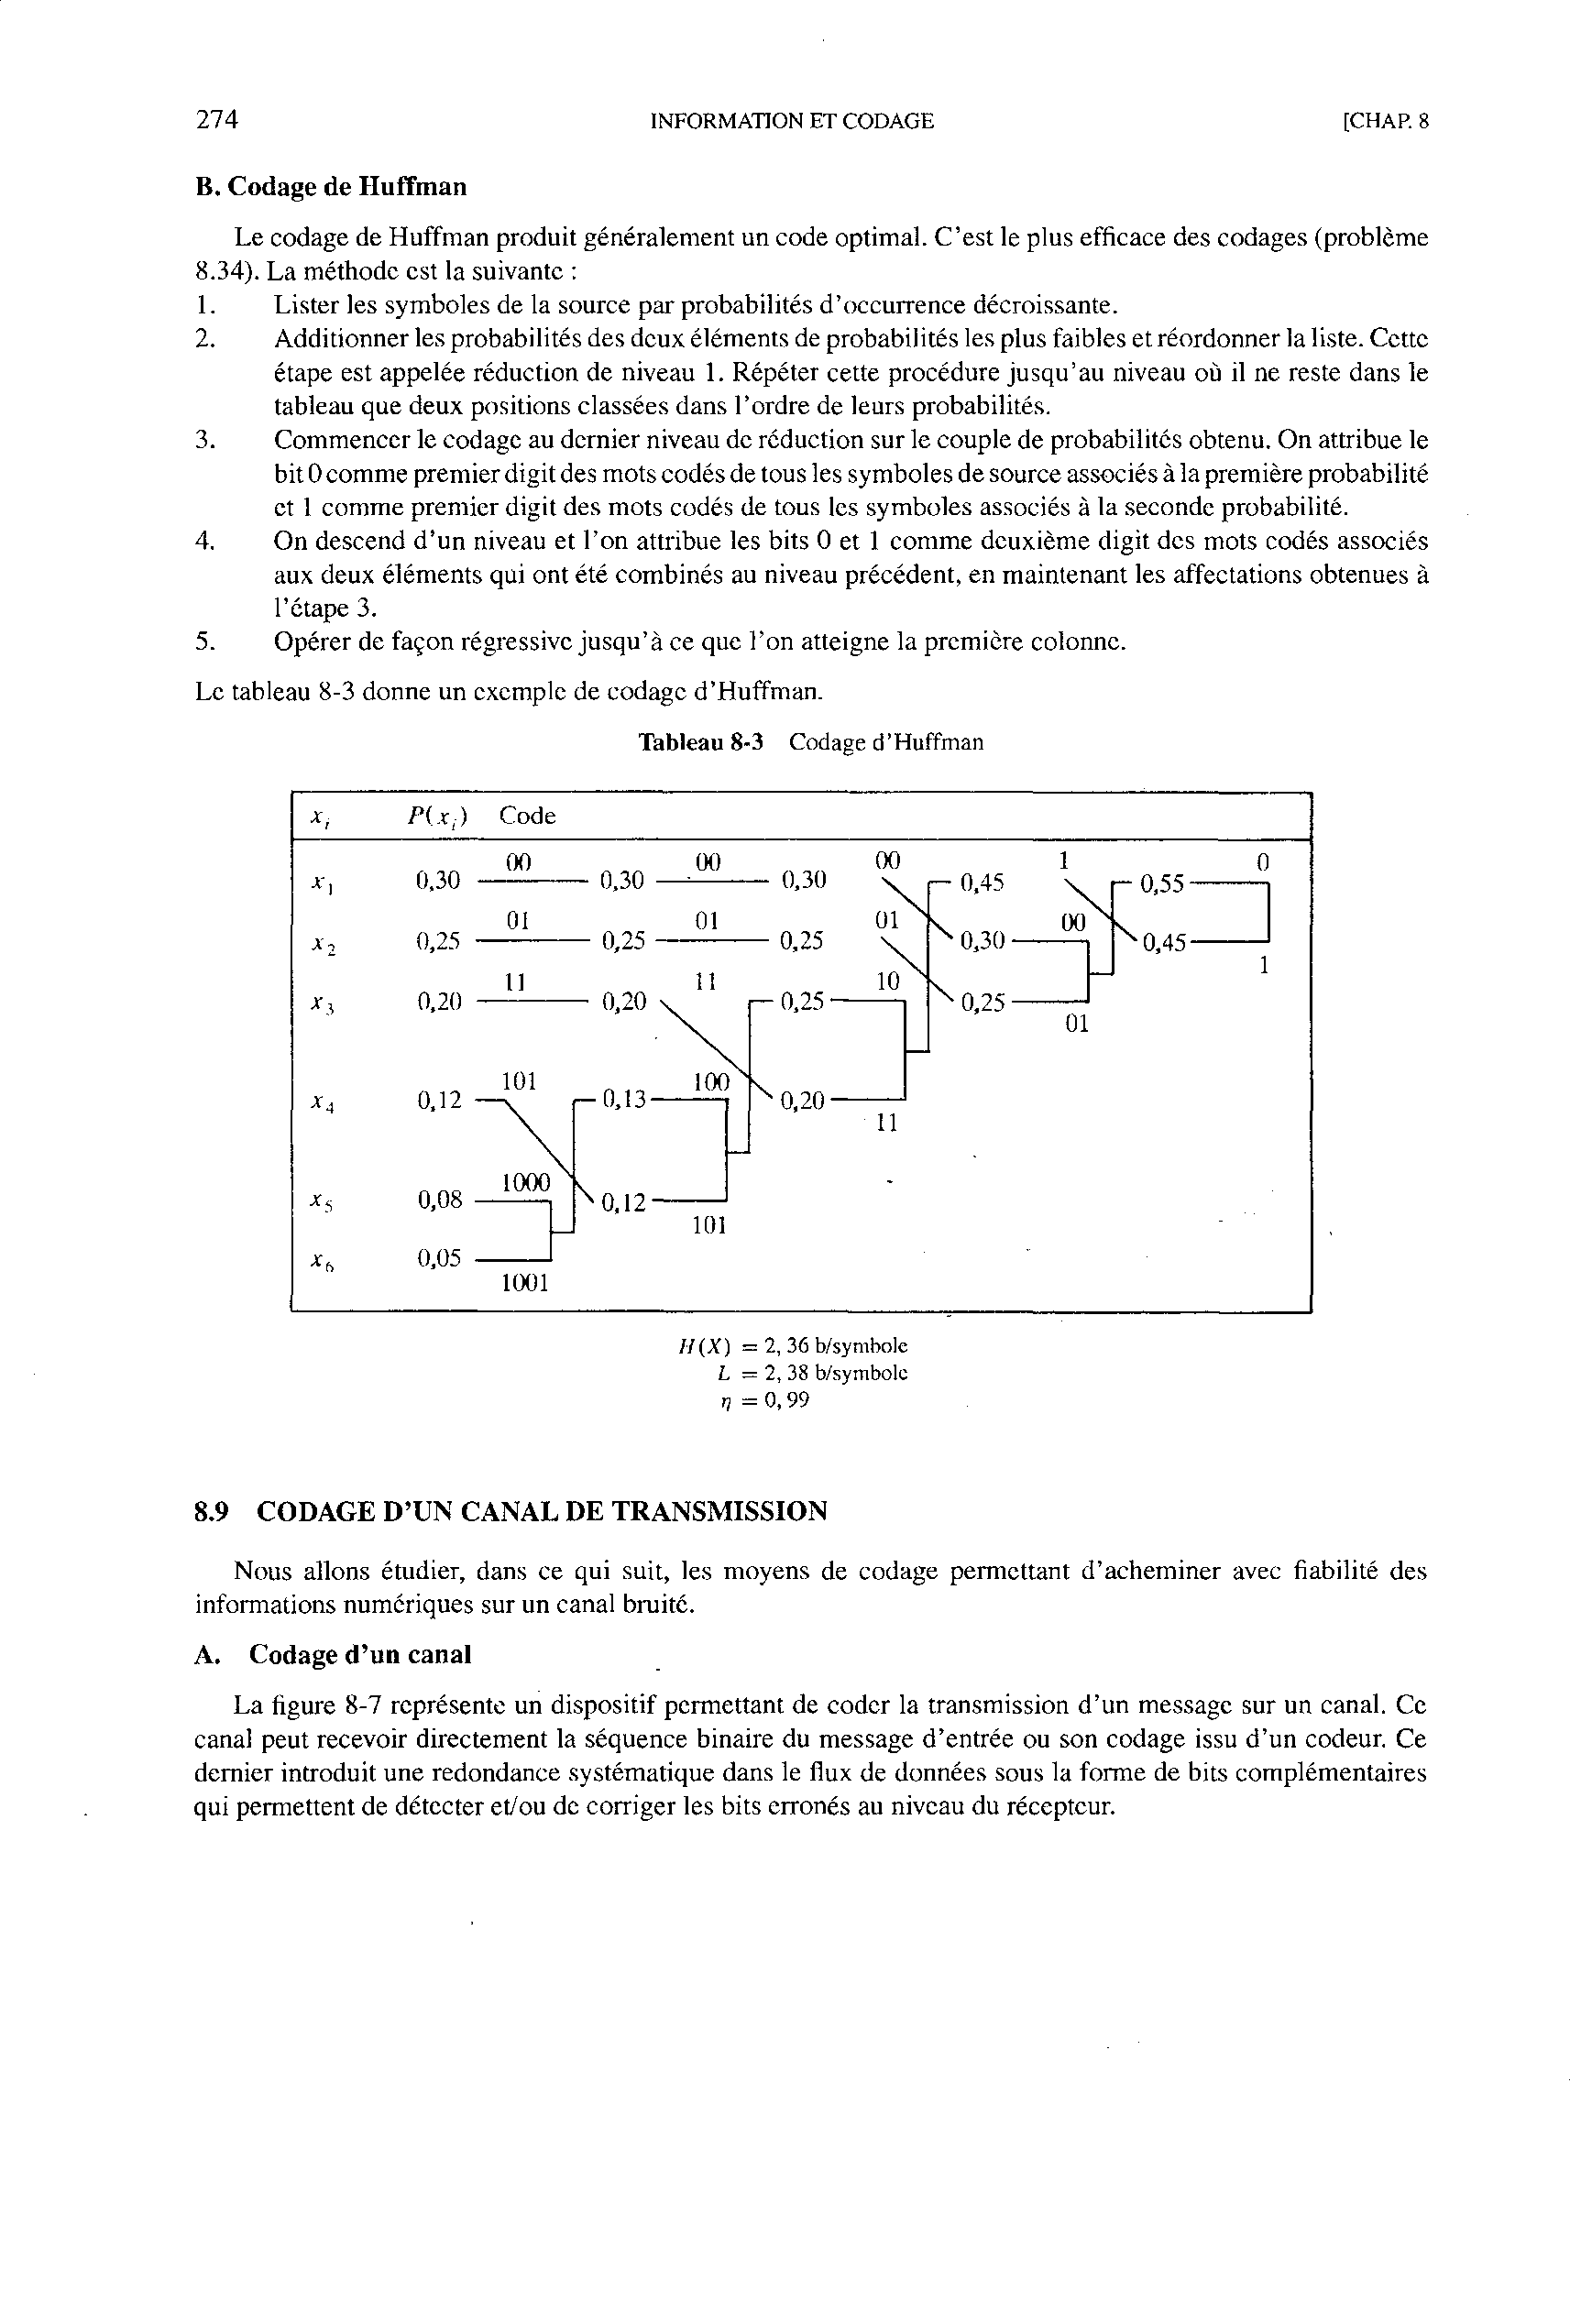 274 INFORMATION ET CODAGE [CHAP. 8
B. Codage de Huffman
Le codage de Huffman produit généralement un code optimal. C'est le plus efficace des codages (problème
8.34). La méthode est la suivante :
1. Lister les symboles de la source par probabilités d'occurrence décroissante.
2. Additionner les probabilités des deux éléments de probabilités les plus faibles et réordonner la liste. Cette
étape est appelée réduction de niveau 1. Répéter cette procédure jusqu'au niveau où il ne reste dans le
tableau que deux positions classées dans l'ordre de leurs probabilités.
3. Commencer le codage au dernier niveau de réduction sur le couple de probabilités obtenu. On attribue le
bit 0 comme premier digit des mots codés de tous les symboles de source associés à la première probabilité
et 1 comme premier digit des mots codés de tous les symboles associés à la seconde probabilité.
4. On descend d'un niveau et l'on attribue les bits 0 et 1 comme deuxième digit des mots codés associés
aux deux éléments qui ont été combinés au niveau précédent, en maintenant les affectations obtenues à
l'étape 3.
5. Opérer de façon régressive jusqu'à ce que l'on atteigne la première colonne.
Le tableau 8-3 donne un exemple de codage d'Huffman.
Tableau 8-3 Codage d'Huffman
x_i P(x_i) Code
00 00 00 1 0
x_1 0,30 0,30 0,30 0,45 0,55
01 01 01 00
x_2 0,25 0,25 0,25 0,30 0,45
11 11 10 1
x_3 0,20 0,20 0,25 0,25
01
101 100
x_4 0,12 0,13 0,20
11
1000
x_5 0,08 0,12
101
x_6 0,05
1001
H(X) = 2, 36 b/symbole
L = 2, 38 b/symbole
η = 0, 99
8.9 CODAGE D'UN CANAL DE TRANSMISSION
Nous allons étudier, dans ce qui suit, les moyens de codage permettant d'acheminer avec fiabilité des
informations numériques sur un canal bruité.
A. Codage d'un canal
La figure 8-7 représente un dispositif permettant de coder la transmission d'un message sur un canal. Ce
canal peut recevoir directement la séquence binaire du message d'entrée ou son codage issu d'un codeur. Ce
dernier introduit une redondance systématique dans le flux de données sous la forme de bits complémentaires
qui permettent de détecter et/ou de corriger les bits erronés au niveau du récepteur.